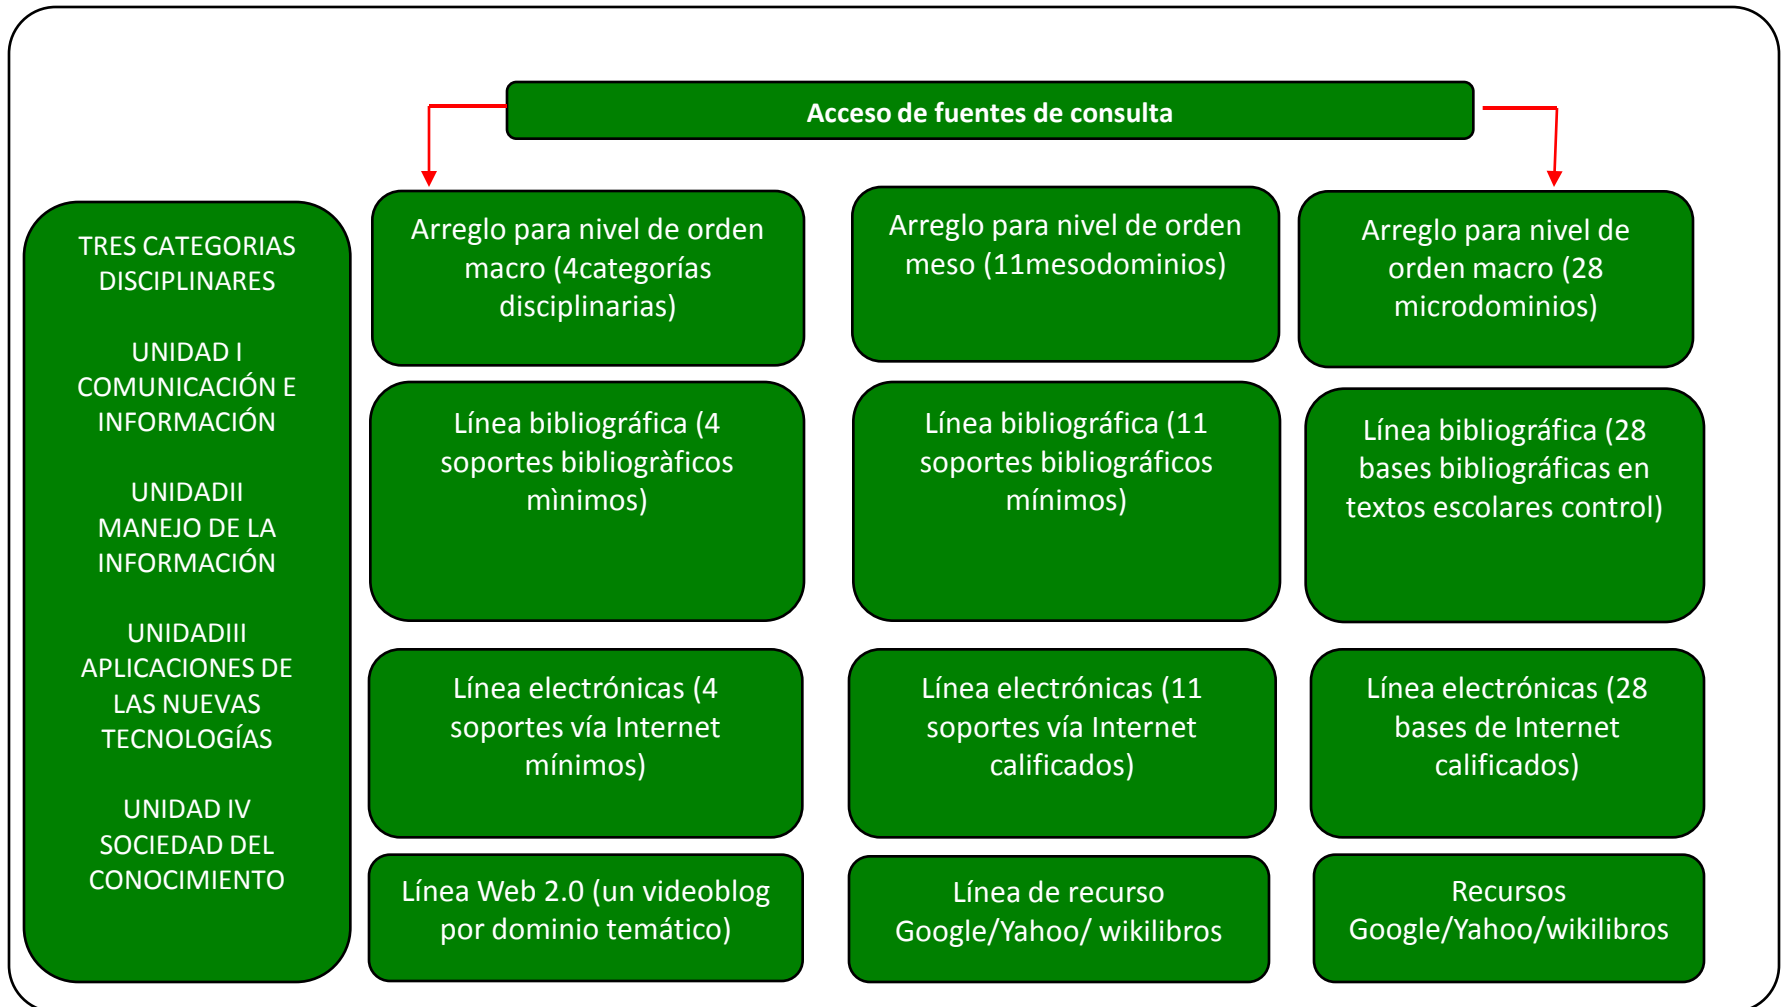 Acceso de fuentes de consulta
TRES CATEGORIAS
DISCIPLINARES
UNIDAD I
COMUNICACIÓN E
INFORMACIÓN
UNIDADII
MANEJO DE LA
INFORMACIÓN
UNIDADIII
APLICACIONES DE
LAS NUEVAS
TECNOLOGÍAS
UNIDAD IV
SOCIEDAD DEL
CONOCIMIENTO
Arreglo para nivel de orden
macro (4categorías
disciplinarias)
Arreglo para nivel de orden
meso (11mesodominios)
Arreglo para nivel de
orden macro (28
microdominios)
Línea bibliográfica (4
soportes bibliogràficos
mìnimos)
Línea bibliográfica (11
soportes bibliográficos
mínimos)
Línea bibliográfica (28
bases bibliográficas en
textos escolares control)
Línea electrónicas (4
soportes vía Internet
mínimos)
Línea electrónicas (11
soportes vía Internet
calificados)
Línea electrónicas (28
bases de Internet
calificados)
Línea Web 2.0 (un videoblog
por dominio temático)
Línea de recurso
Google/Yahoo/ wikilibros
Recursos
Google/Yahoo/wikilibros